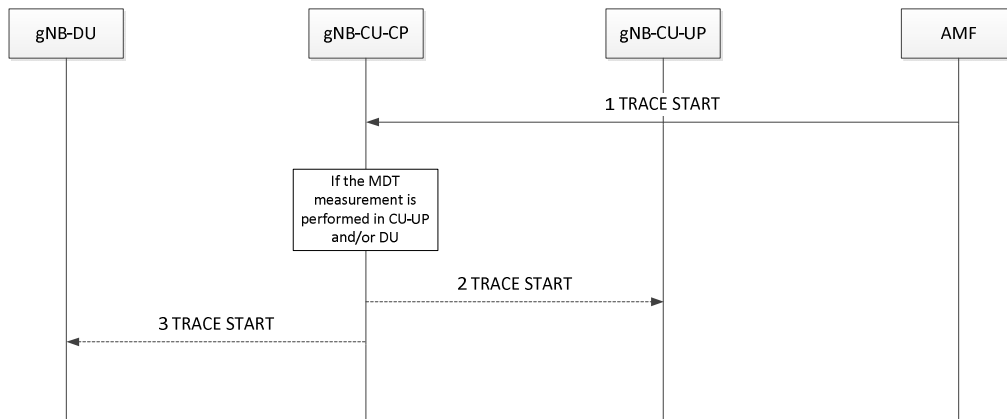 gNB-DU
gNB-CU-CP
gNB-CU-UP
AMF
1 TRACE START
If the MDT
measurement is
performed in CU-UP
and/or DU
2 TRACE START
3 TRACE START